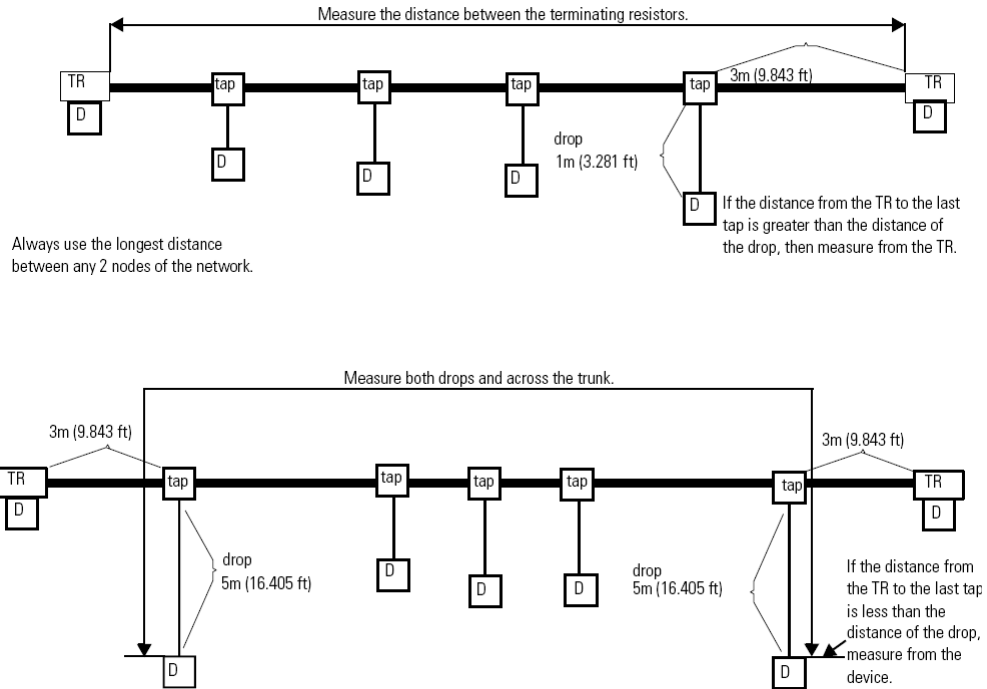 Measure the distance between the terminating resistors.
TR
tap
tap
tap
tap
3m (9.843 ft)
TR
D
D
drop
1m (3.281 ft)
D
D
D
D
If the distance from the TR to the last
tap is greater than the distance of
the drop, then measure from the TR.
Always use the longest distance
between any 2 nodes of the network.
Measure both drops and across the trunk.
3m (9.843 ft)
3m (9.843 ft)
TR
tap
tap
tap
tap
tap
TR
D
D
drop
5m (16.405 ft)
D
D
D
drop
5m (16.405 ft)
If the distance from
the TR to the last tap
is less than the
distance of the drop,
measure from the
device.
D
D